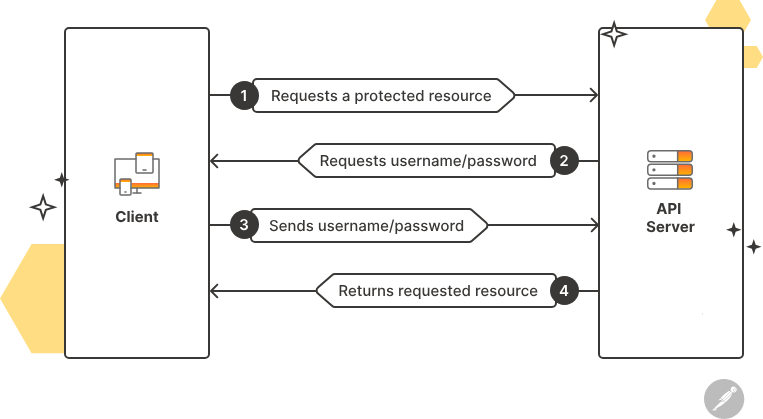 1 Requests a protected resource
Requests username/password 2
3 Sends username/password
Returns requested resource 4
Client
API
Server